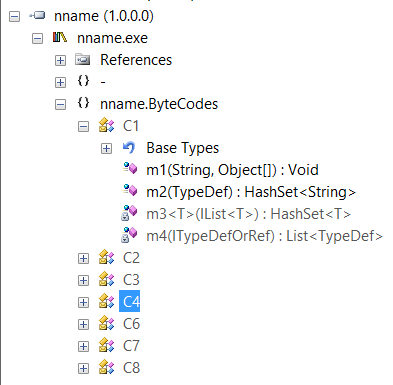 nname (1.0.0.0)
nname.exe
References
{} -
{} nname.ByteCodes
C1
Base Types
m1(String, Object[]) : Void
m2(TypeDef) : HashSet<String>
m3<T>(IList<T>) : HashSet<T>
m4(ITypeDefOrRef) : List<TypeDef>
C2
C3
C4
C6
C7
C8